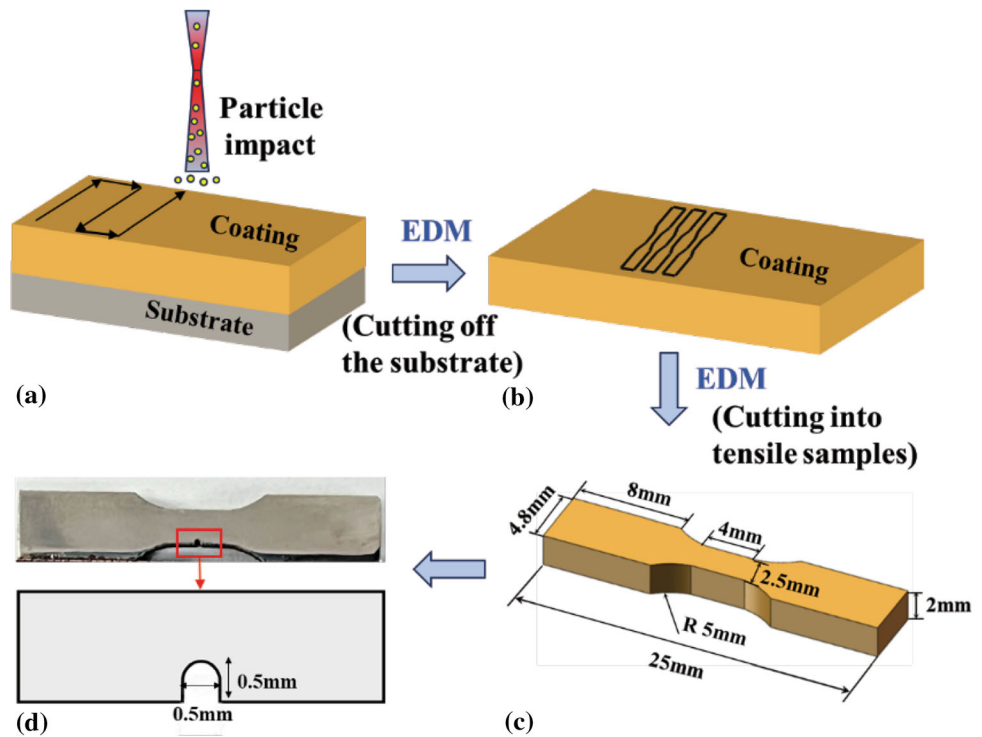 Particle
impact
Coating
Substrate
(a)
EDM
(Cutting off
the substrate)
Coating
(b)
EDM
(Cutting into
tensile samples)
4.8mm
8mm
4mm
2.5mm
2mm
R 5mm
25mm
(c)
0.5mm
0.5mm
(d)